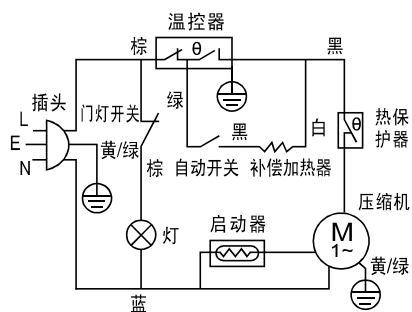 温控器
棕
θ
黑
插头
L
E
N
门灯开关
绿
黑
白
θ
热保
护器
黄/绿
棕
自动开关
补偿加热器
压缩机
灯
启动器
M
1~
黄/绿
蓝